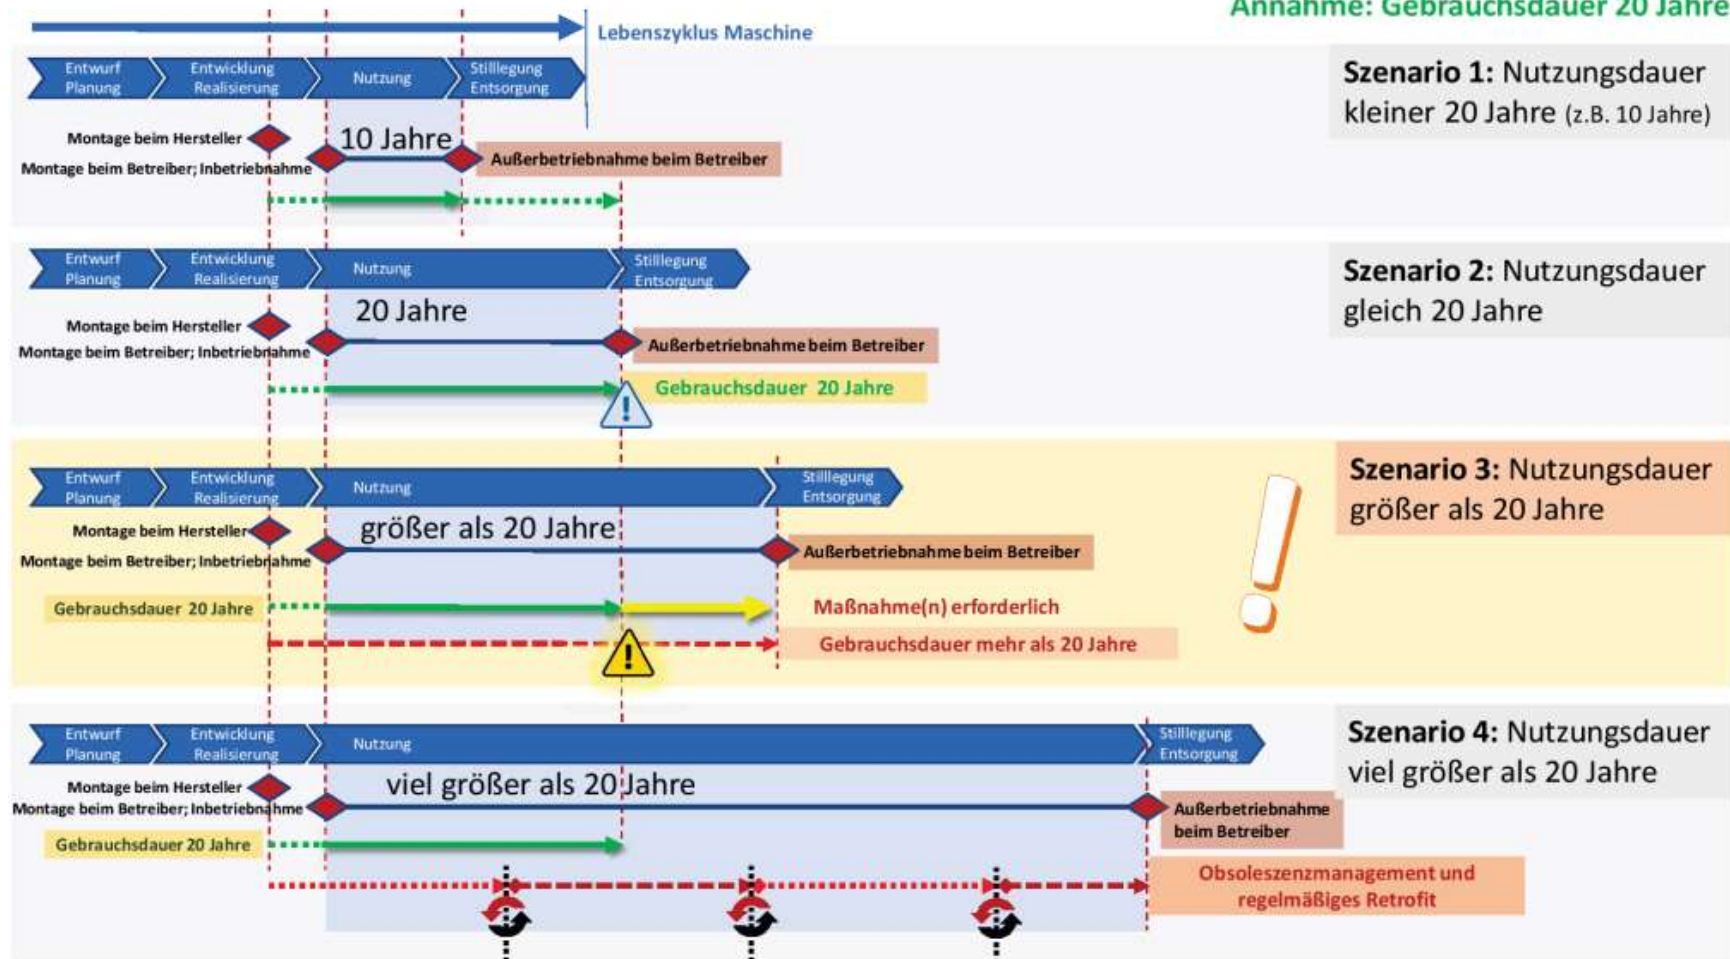 Annahme: Gebrauchsdauer 20 Jahre
Lebenszyklus Maschine
Entwurf
Planung
Entwicklung
Realisierung
Nutzung
Stilllegung
Entsorgung
Szenario 1: Nutzungsdauer
kleiner 20 Jahre (z.B. 10 Jahre)
Montage beim Hersteller
10 Jahre
Montage beim Betreiber; Inbetriebnahme
Außerbetriebnahme beim Betreiber
Entwurf
Planung
Entwicklung
Realisierung
Nutzung
Stilllegung
Entsorgung
Szenario 2: Nutzungsdauer
gleich 20 Jahre
20 Jahre
Montage beim Hersteller
Montage beim Betreiber; Inbetriebnahme
Außerbetriebnahme beim Betreiber
Gebrauchsdauer 20 Jahre
!
Entwurf
Planung
Entwicklung
Realisierung
Nutzung
Stilllegung
Entsorgung
Szenario 3: Nutzungsdauer
größer als 20 Jahre
!
Montage beim Hersteller
größer als 20 Jahre
Montage beim Betreiber; Inbetriebnahme
Außerbetriebnahme beim Betreiber
Gebrauchsdauer 20 Jahre
Maßnahme(n) erforderlich
Gebrauchsdauer mehr als 20 Jahre
!
Entwurf
Planung
Entwicklung
Realisierung
Nutzung
Stilllegung
Entsorgung
Szenario 4: Nutzungsdauer
viel größer als 20 Jahre
Montage beim Hersteller
viel größer als 20 Jahre
Montage beim Betreiber; Inbetriebnahme
Außerbetriebnahme
beim Betreiber
Gebrauchsdauer 20 Jahre
Obsoleszenzmanagement und
regelmäßiges Retrofit